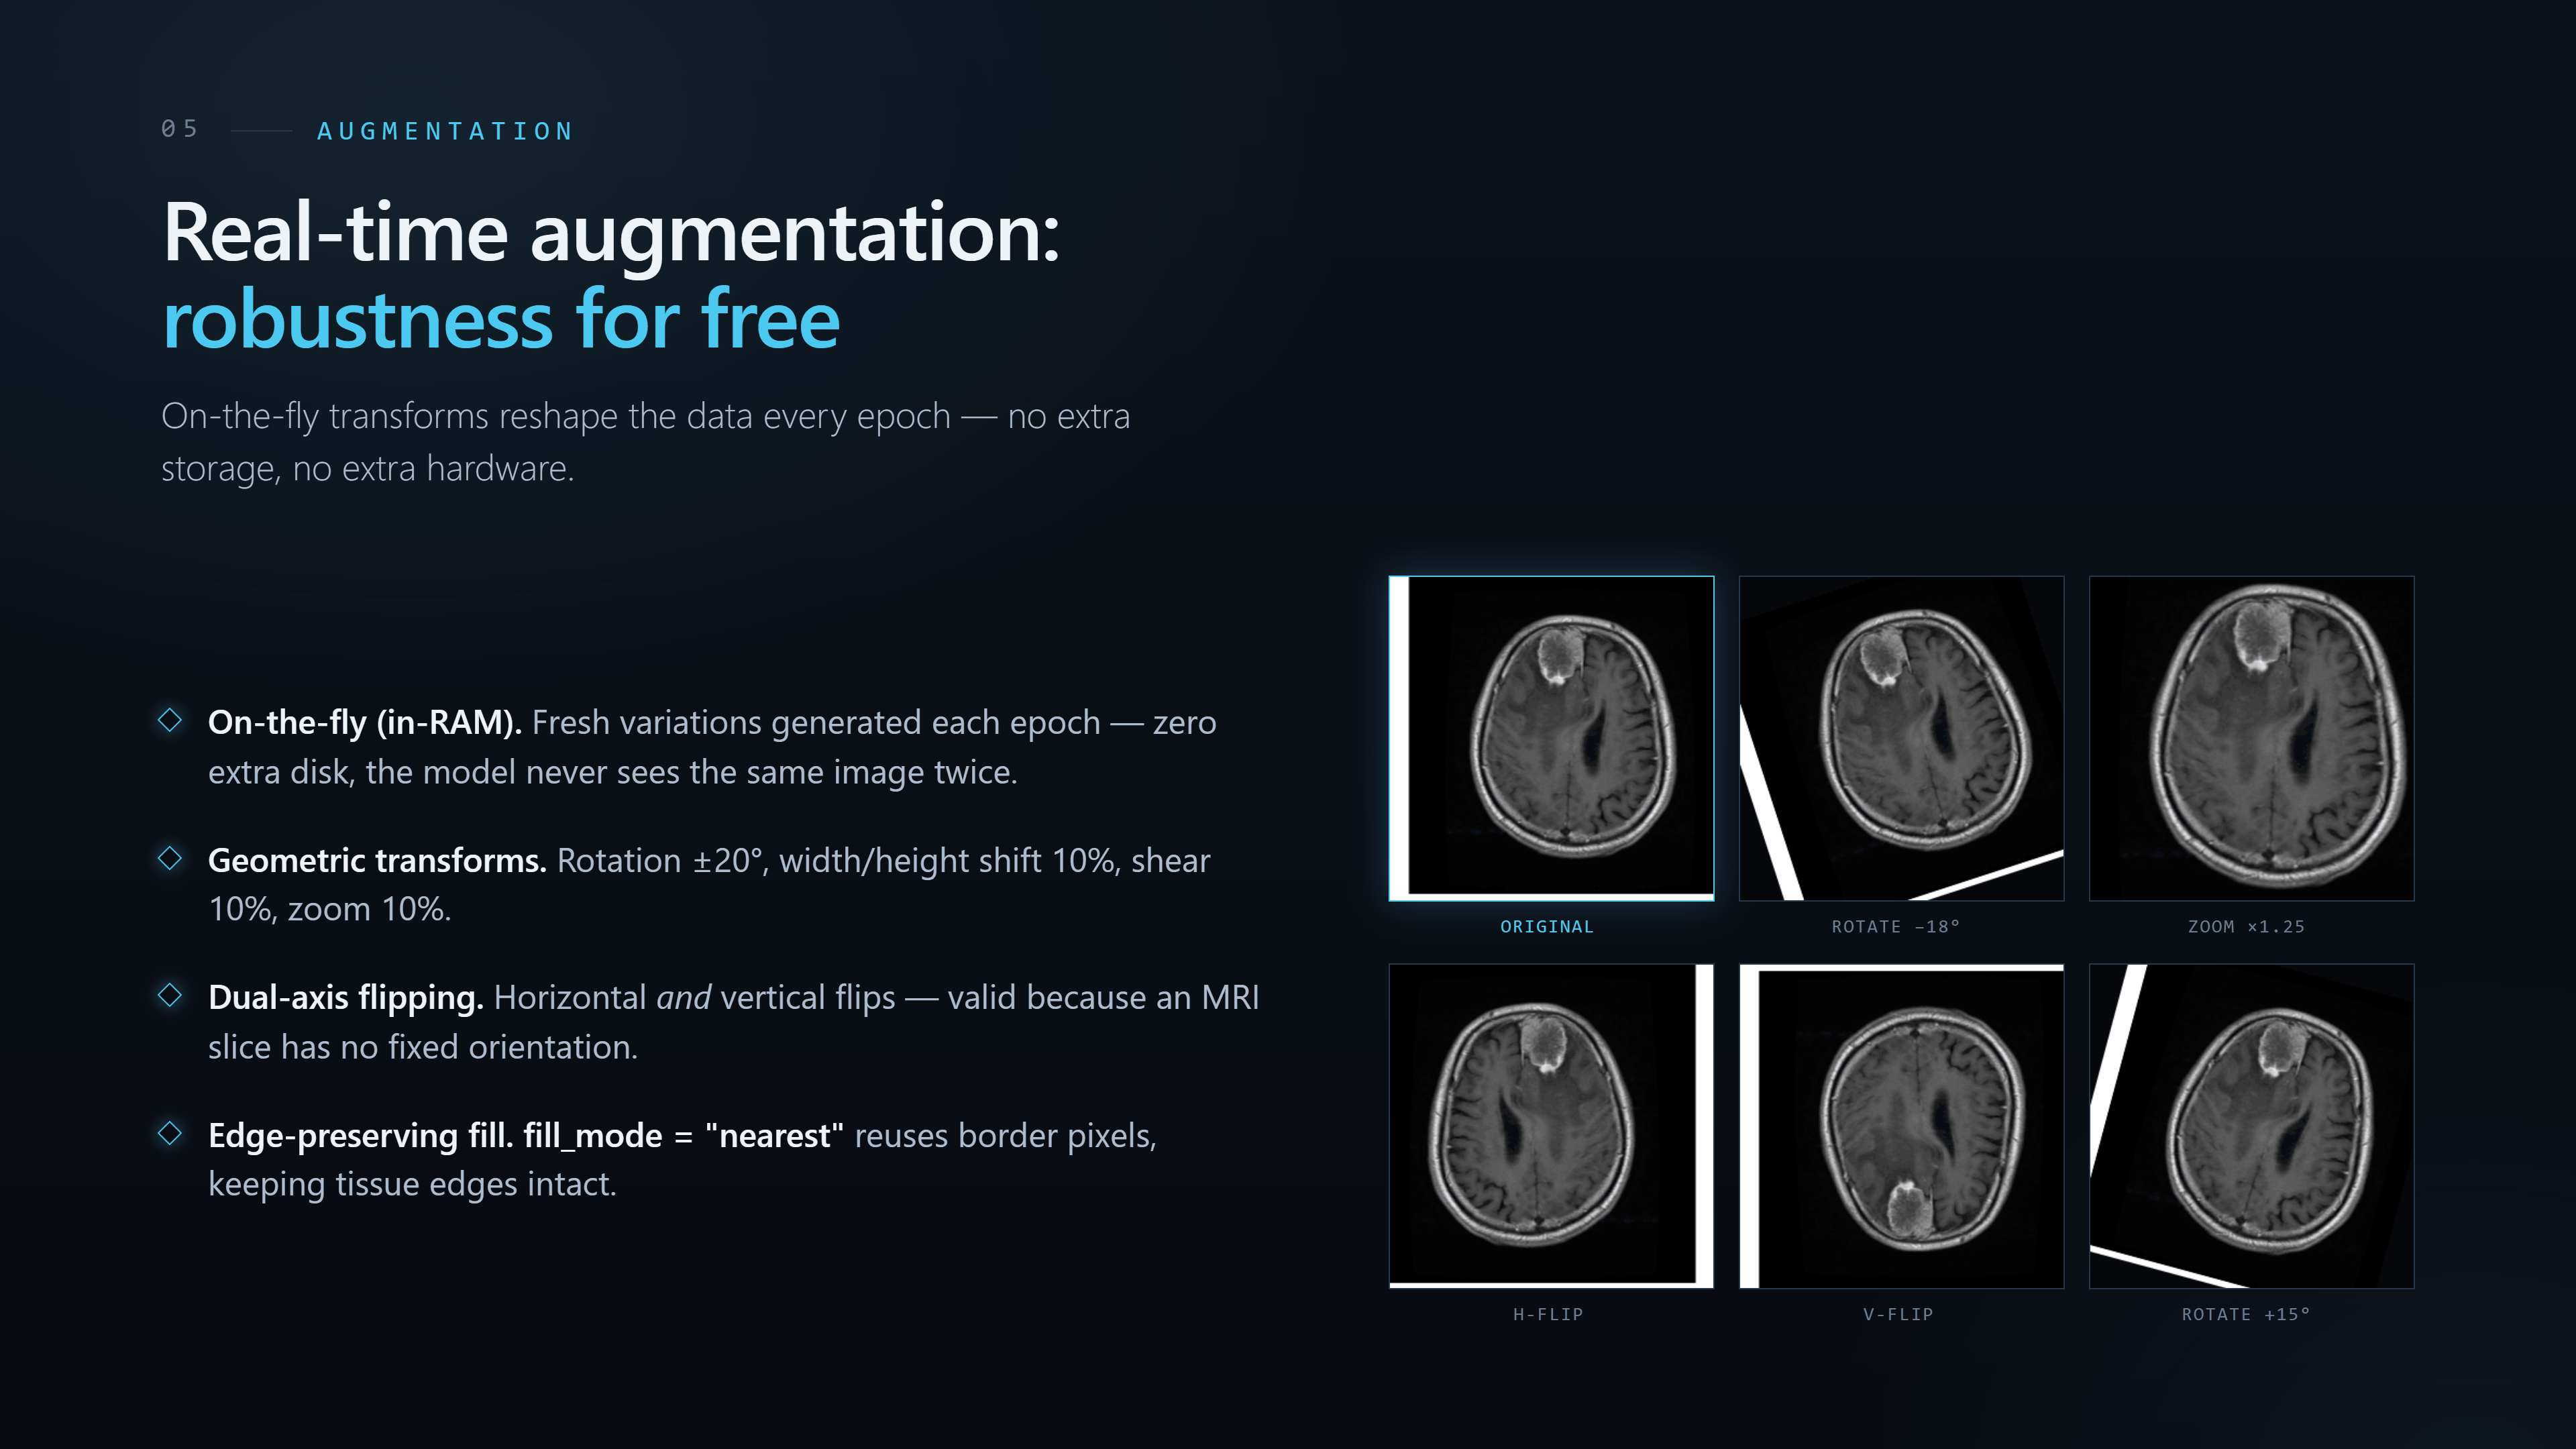 05 AUGMENTATION
Real-time augmentation:
robustness for free
On-the-fly transforms reshape the data every epoch — no extra
storage, no extra hardware.
On-the-fly (in-RAM). Fresh variations generated each epoch — zero
extra disk, the model never sees the same image twice.
Geometric transforms. Rotation ±20°, width/height shift 10%, shear
10%, zoom 10%.
Dual-axis flipping. Horizontal and vertical flips — valid because an MRI
slice has no fixed orientation.
Edge-preserving fill. fill_mode = "nearest" reuses border pixels,
keeping tissue edges intact.
ORIGINAL
ROTATE −18°
ZOOM ×1.25
H-FLIP
V-FLIP
ROTATE +15°